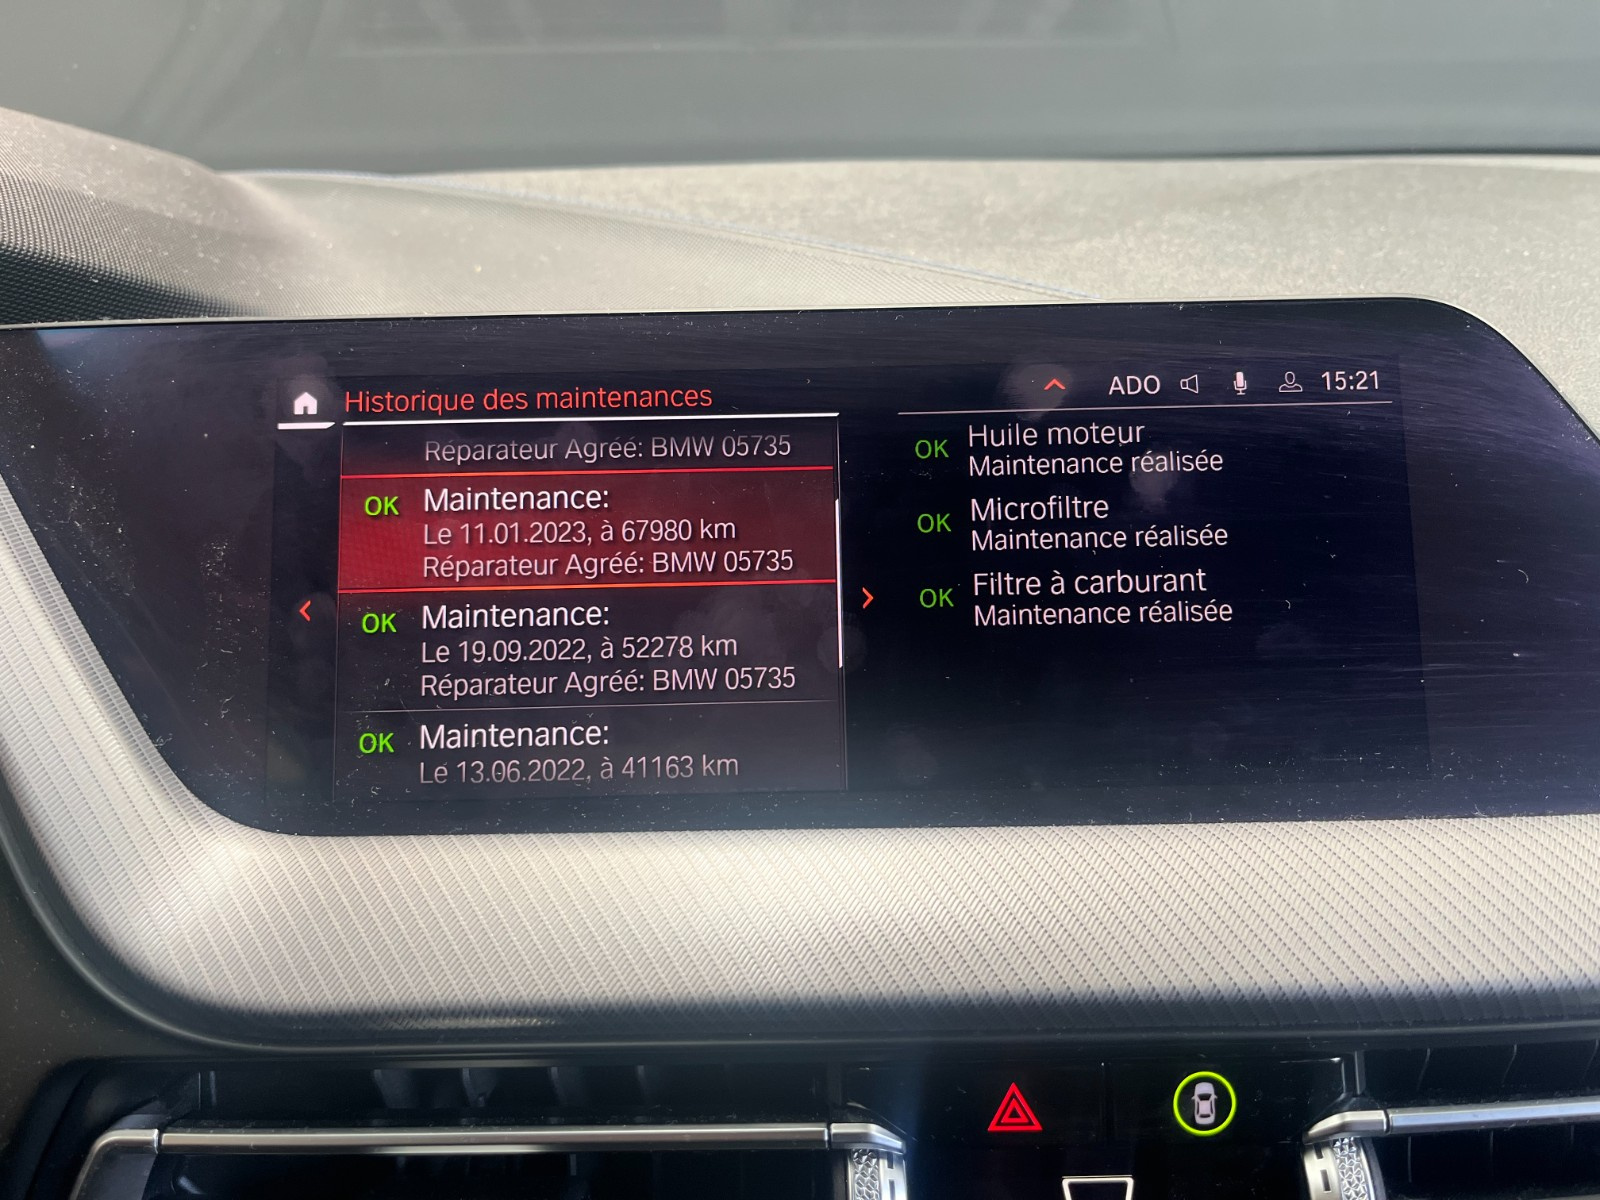 Historique des maintenances
ADO
15:21
Réparateur Agréé: BMW 05735
OK Maintenance:
Le 11.01.2023, à 67980 km
Réparateur Agréé: BMW 05735
OK Maintenance:
Le 19.09.2022, à 52278 km
Réparateur Agréé: BMW 05735
OK Maintenance:
Le 13.06.2022, à 41163 km
OK Huile moteur
Maintenance réalisée
OK Microfiltre
Maintenance réalisée
OK Filtre à carburant
Maintenance réalisée